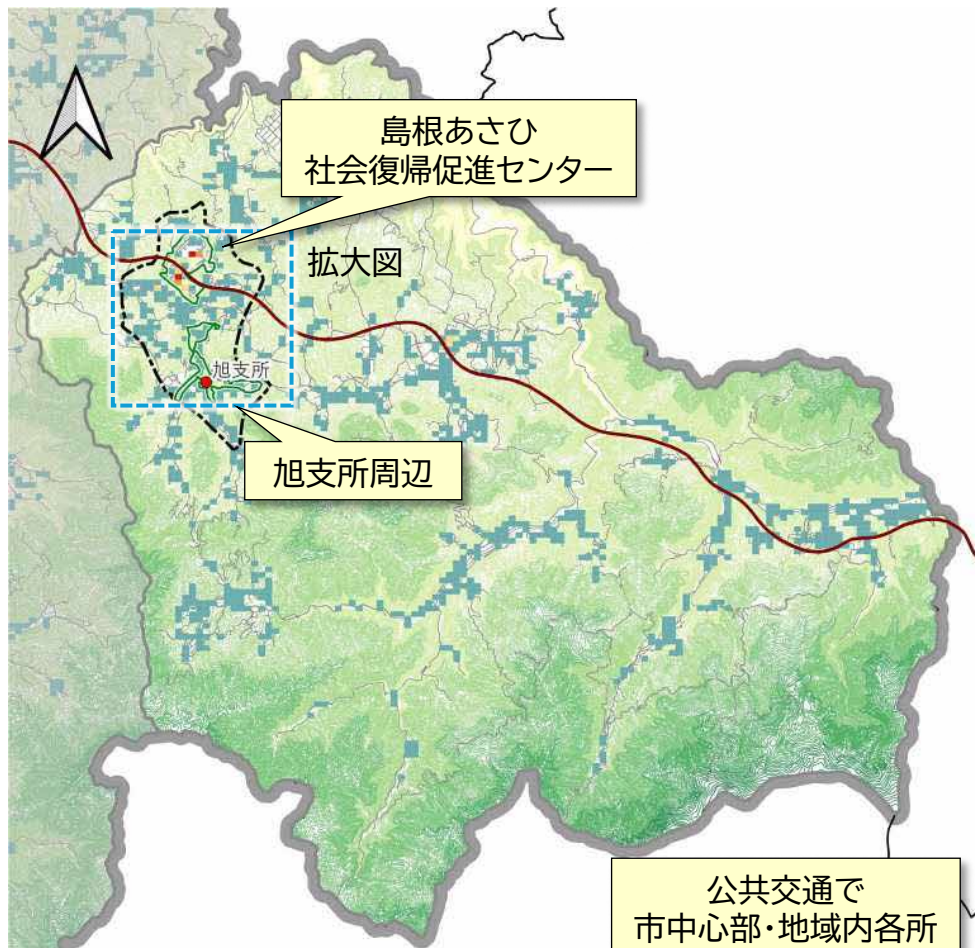 島根あさひ
社会復帰促進センター
拡大図
旭支所
旭支所周辺
公共交通で
市中心部・地域内各所